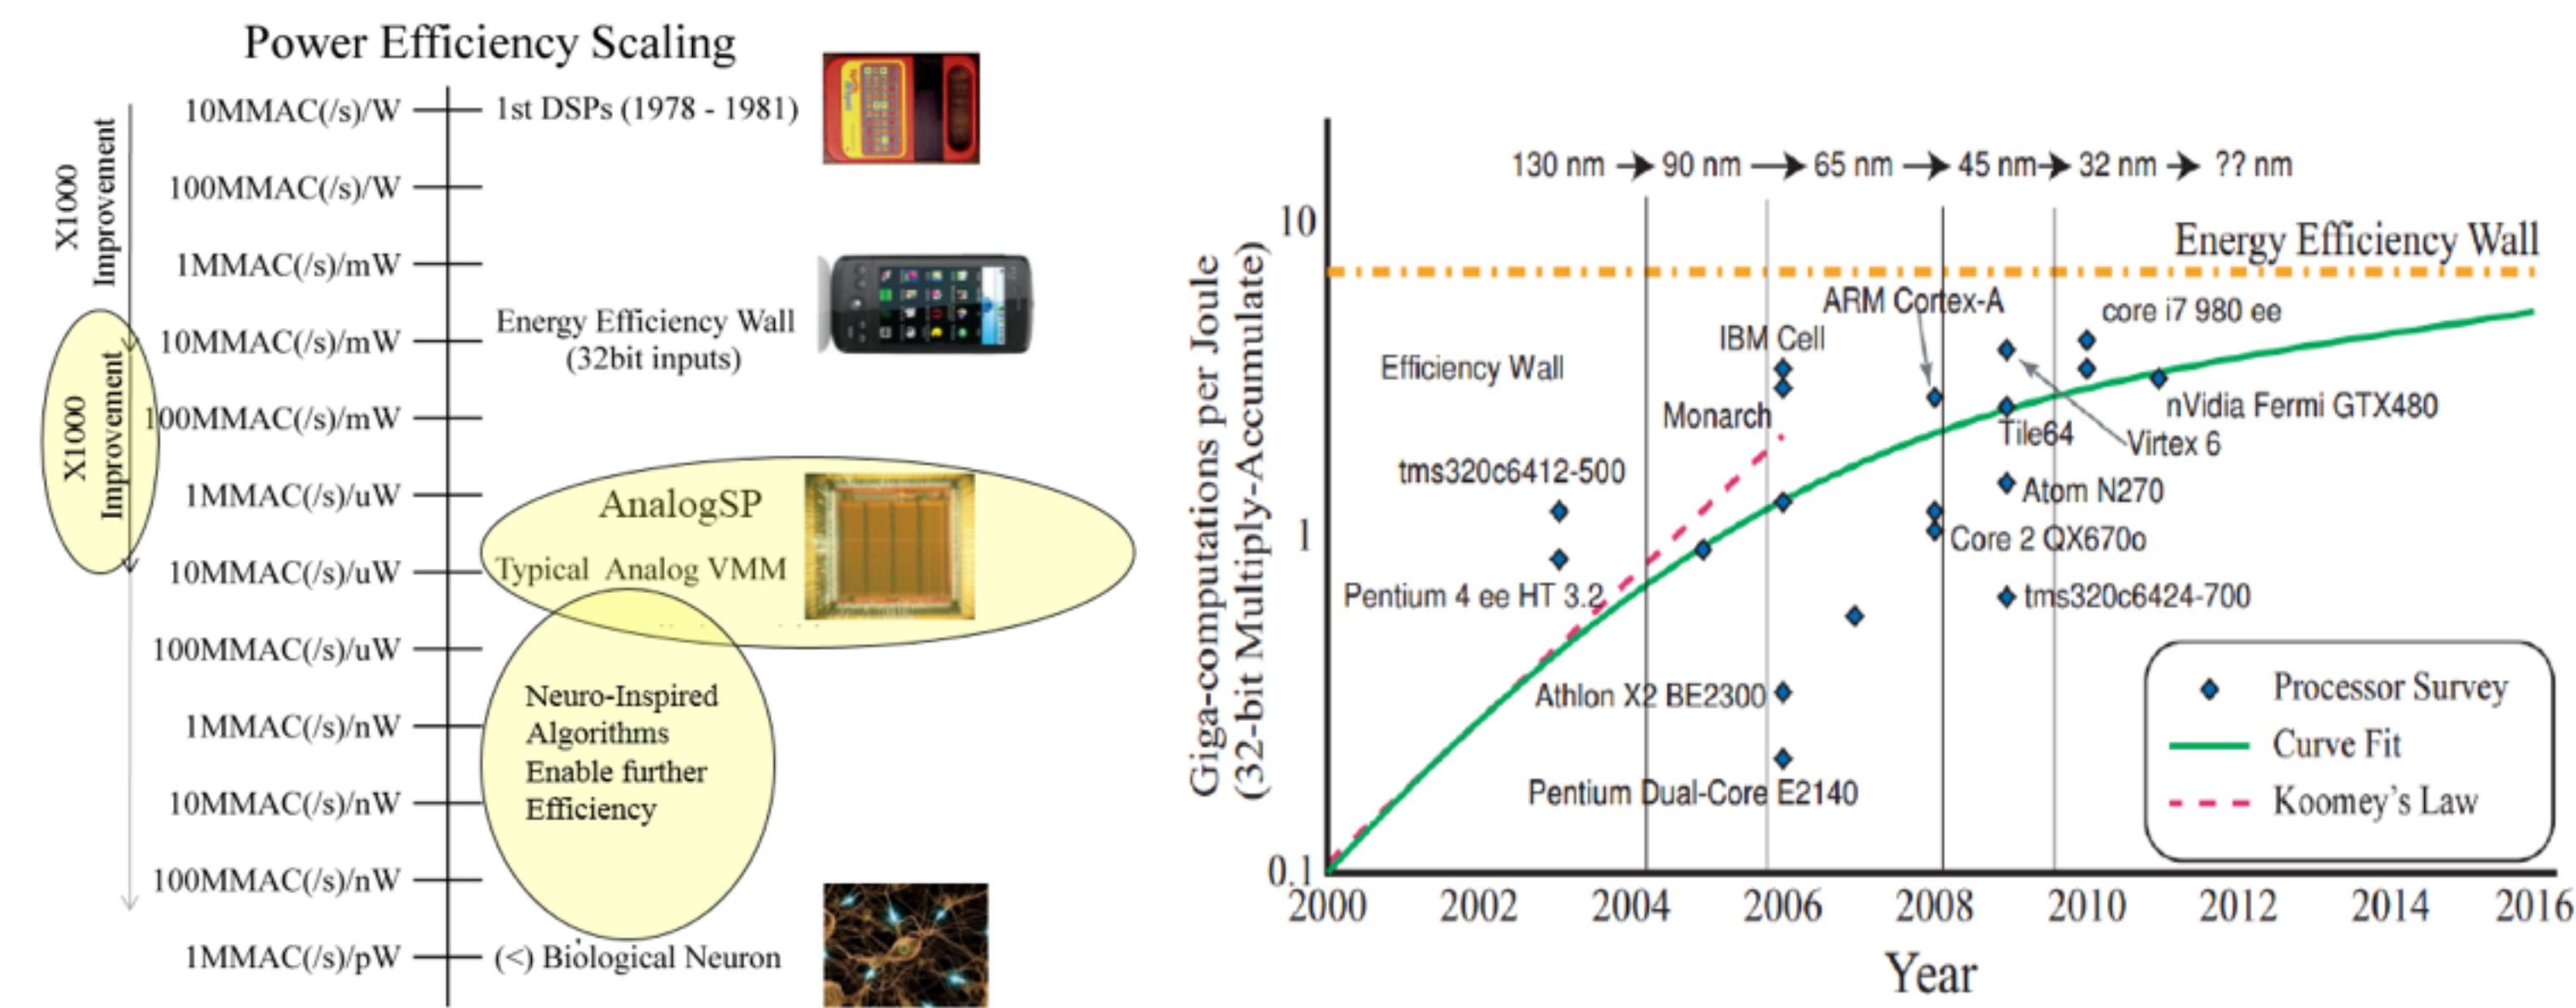 Power Efficiency Scaling
10MMAC(/s)/W
1st DSPs (1978 - 1981)
100MMAC(/s)/W
1MMAC(/s)/mW
10MMAC(/s)/mW
Energy Efficiency Wall
(32bit inputs)
100MMAC(/s)/mW
1MMAC(/s)/uW
10MMAC(/s)/uW
100MMAC(/s)/uW
1MMAC(/s)/nW
10MMAC(/s)/nW
100MMAC(/s)/nW
1MMAC(/s)/pW
(<) Biological Neuron
X1000
Improvement
X1000
Improvement
AnalogSP
Typical Analog VMM
Neuro-Inspired
Algorithms
Enable further
Efficiency
130 nm → 90 nm → 65 nm → 45 nm → 32 nm → ?? nm
Energy Efficiency Wall
ARM Cortex-A
core i7 980 ee
IBM Cell
Efficiency Wall
Monarch
nVidia Fermi GTX480
Tile64
Virtex 6
tms320c6412-500
Atom N270
Core 2 QX670o
Pentium 4 ee HT 3.2
tms320c6424-700
Athlon X2 BE2300
Pentium Dual-Core E2140
Processor Survey
Curve Fit
Koomey's Law
Giga-computations per Joule
(32-bit Multiply-Accumulate)
10
1
0.1
2000 2002 2004 2006 2008 2010 2012 2014 2016
Year